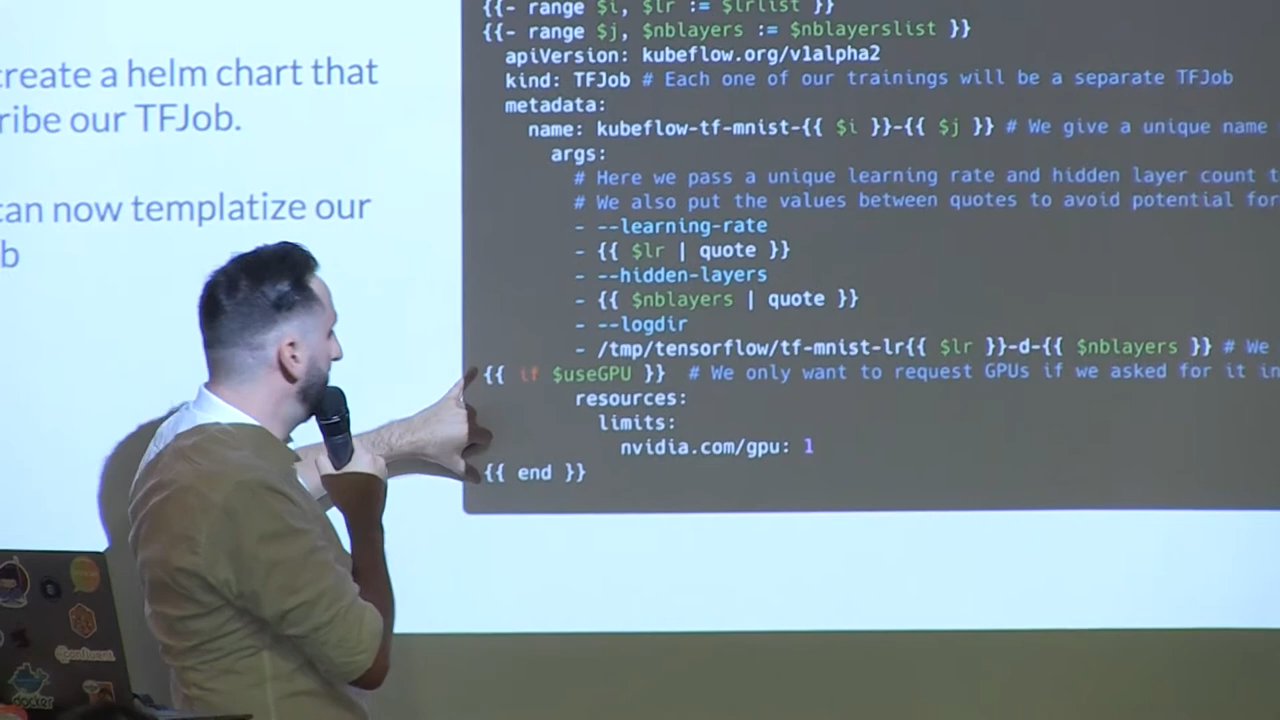 create a helm chart that
ribe our TFJob.
can now templatize our
b
{{- range $i, $lr := $lrlist }}
{{- range $j, $nblayers := $nblayerslist }}
apiVersion: kubeflow.org/v1alpha2
kind: TFJob # Each one of our trainings will be a separate TFJob
metadata:
name: kubeflow-tf-mnist-{{ $i }}-{{ $j }} # We give a unique name
args:
# Here we pass a unique learning rate and hidden layer count t
# We also put the values between quotes to avoid potential for
- --learning-rate
- {{ $lr | quote }}
- --hidden-layers
- {{ $nblayers | quote }}
- --logdir
- /tmp/tensorflow/tf-mnist-lr{{ $lr }}-d-{{ $nblayers }} # We
{{ if $useGPU }} # We only want to request GPUs if we asked for it in
resources:
limits:
nvidia.com/gpu: 1
{{ end }}
@confluent
docker